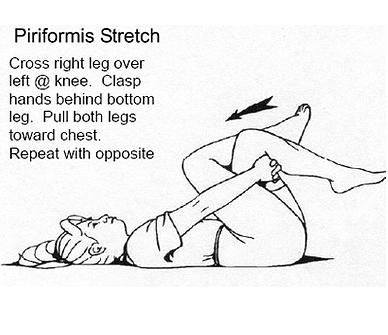 Piriformis Stretch
Cross right leg over
left @ knee.  Clasp
hands behind bottom
leg.  Pull both legs
toward chest.
Repeat with opposite